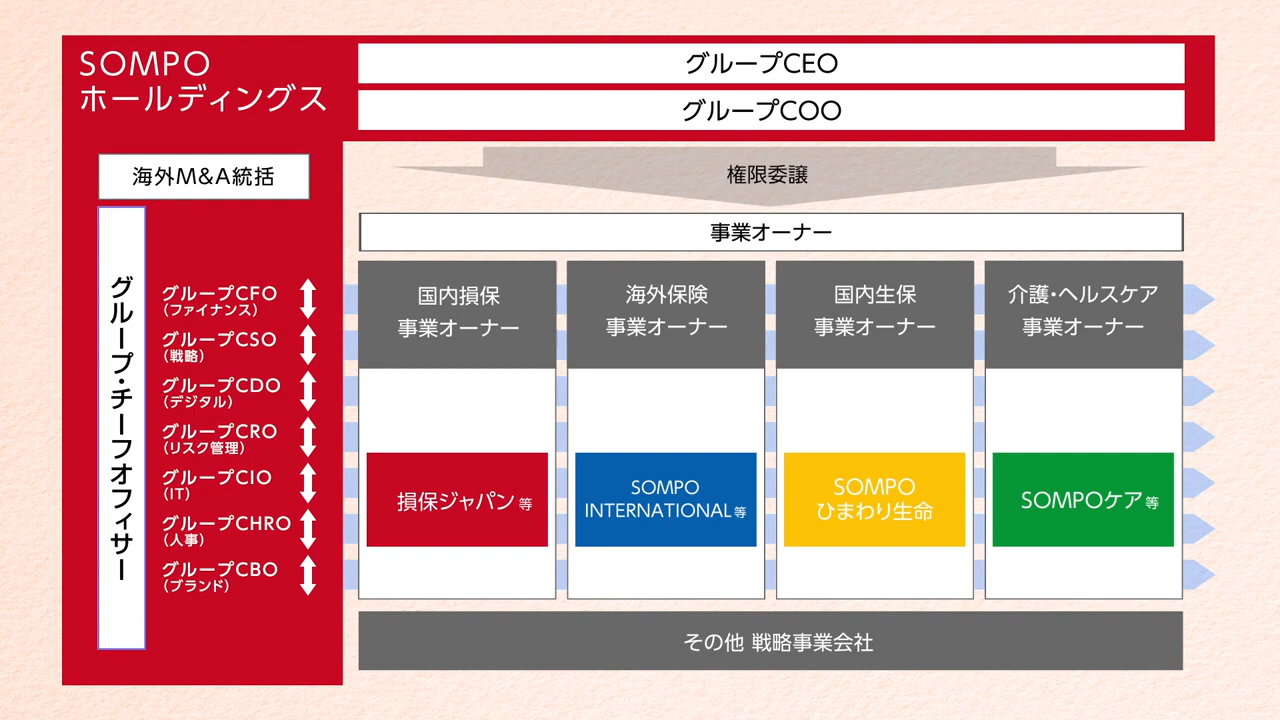 SOMPO
ホールディングス
グループCEO
グループCOO
海外M&A統括
権限委譲
事業オーナー
グループ・チーフオフィサー
グループCFO
(ファイナンス)
グループCSO
(戦略)
グループCDO
(デジタル)
グループCRO
(リスク管理)
グループCIO
(IT)
グループCHRO
(人事)
グループCBO
(ブランド)
国内損保
事業オーナー
海外保険
事業オーナー
国内生保
事業オーナー
介護・ヘルスケア
事業オーナー
損保ジャパン 等
SOMPO
INTERNATIONAL等
SOMPO
ひまわり生命
SOMPOケア等
その他 戦略事業会社